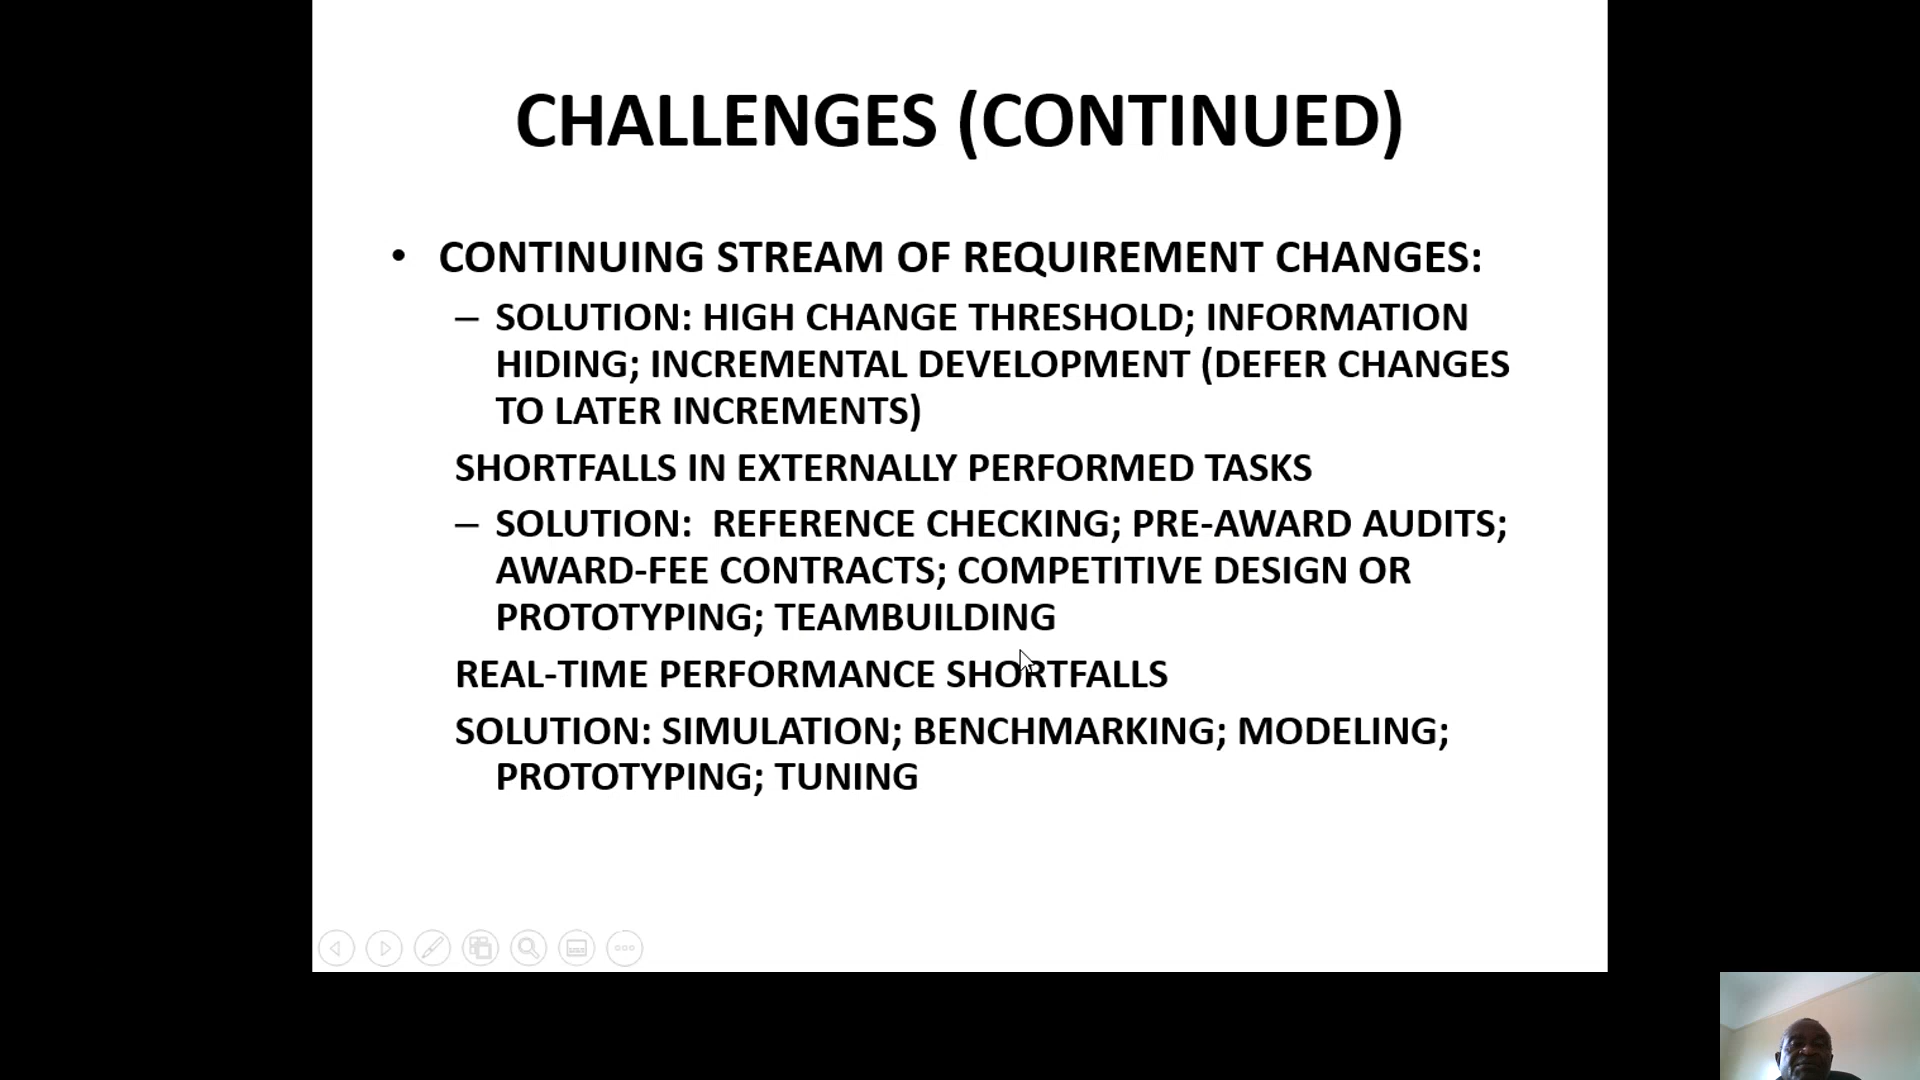 CHALLENGES (CONTINUED)
• CONTINUING STREAM OF REQUIREMENT CHANGES:
– SOLUTION: HIGH CHANGE THRESHOLD; INFORMATION
HIDING; INCREMENTAL DEVELOPMENT (DEFER CHANGES
TO LATER INCREMENTS)
SHORTFALLS IN EXTERNALLY PERFORMED TASKS
– SOLUTION:  REFERENCE CHECKING; PRE-AWARD AUDITS;
AWARD-FEE CONTRACTS; COMPETITIVE DESIGN OR
PROTOTYPING; TEAMBUILDING
REAL-TIME PERFORMANCE SHORTFALLS
SOLUTION: SIMULATION; BENCHMARKING; MODELING;
PROTOTYPING; TUNING